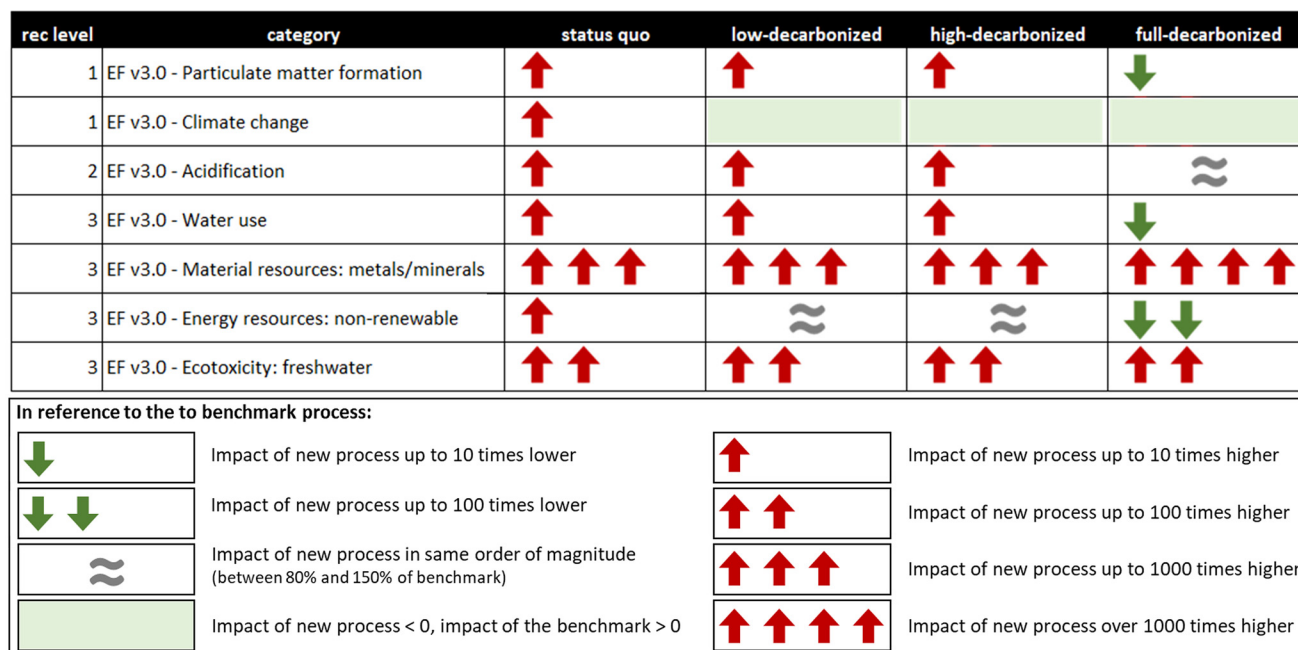 rec level category status quo low-decarbonized high-decarbonized full-decarbonized
1 EF v3.0 - Particulate matter formation
1 EF v3.0 - Climate change
2 EF v3.0 - Acidification
3 EF v3.0 - Water use
3 EF v3.0 - Material resources: metals/minerals
3 EF v3.0 - Energy resources: non-renewable
3 EF v3.0 - Ecotoxicity: freshwater
In reference to the to benchmark process:
Impact of new process up to 10 times lower
Impact of new process up to 100 times lower
Impact of new process in same order of magnitude
(between 80% and 150% of benchmark)
Impact of new process < 0, impact of the benchmark > 0
Impact of new process up to 10 times higher
Impact of new process up to 100 times higher
Impact of new process up to 1000 times higher
Impact of new process over 1000 times higher